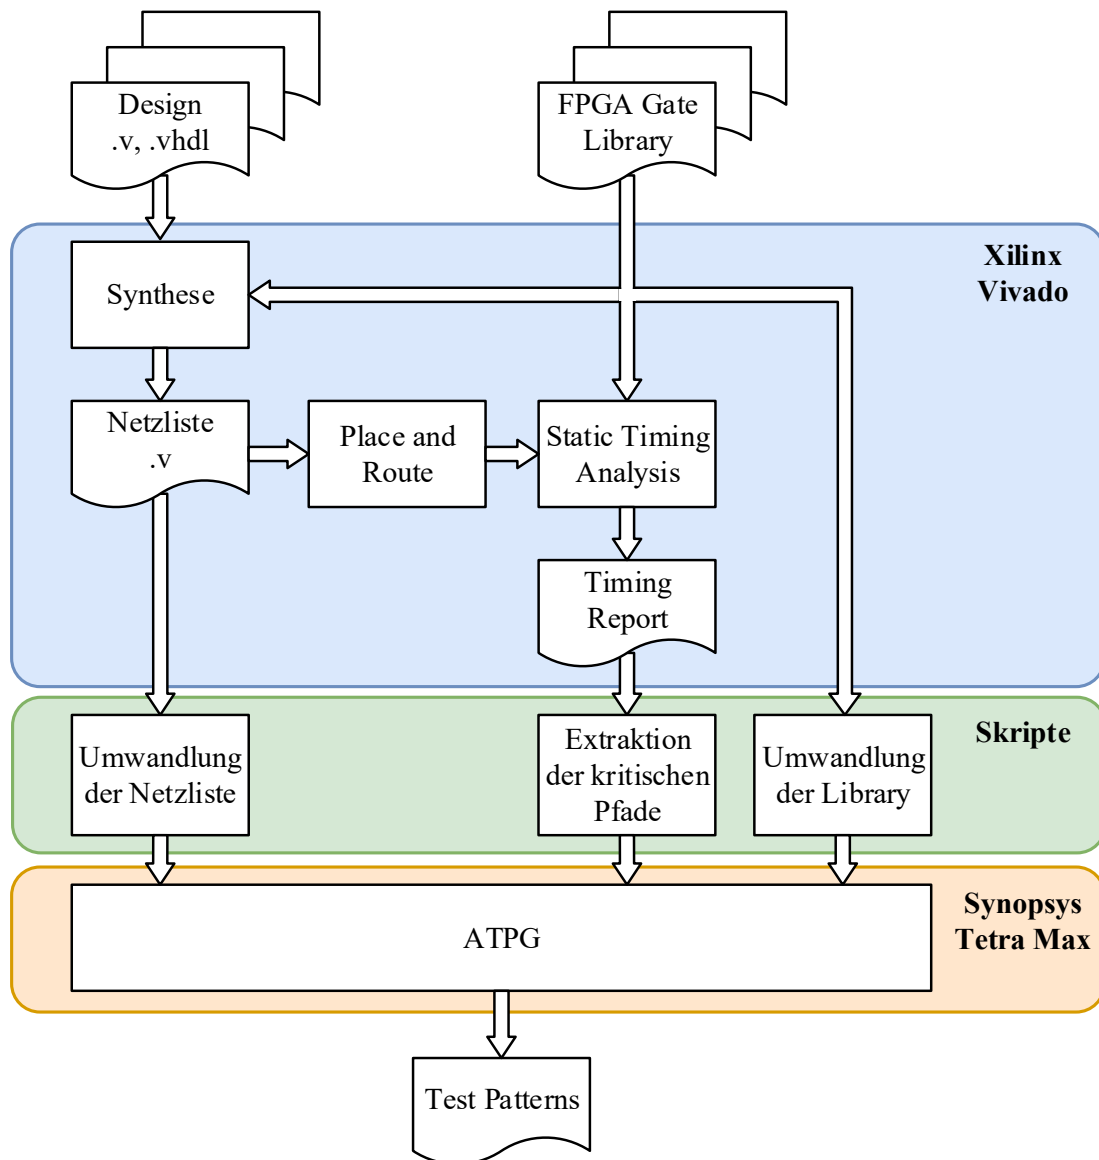 Design
.v, .vhdl
FPGA Gate
Library
Xilinx
Vivado
Synthese
Netzliste
.v
Place and
Route
Static Timing
Analysis
Timing
Report
Skripte
Umwandlung
der Netzliste
Extraktion
der kritischen
Pfade
Umwandlung
der Library
Synopsys
Tetra Max
ATPG
Test Patterns